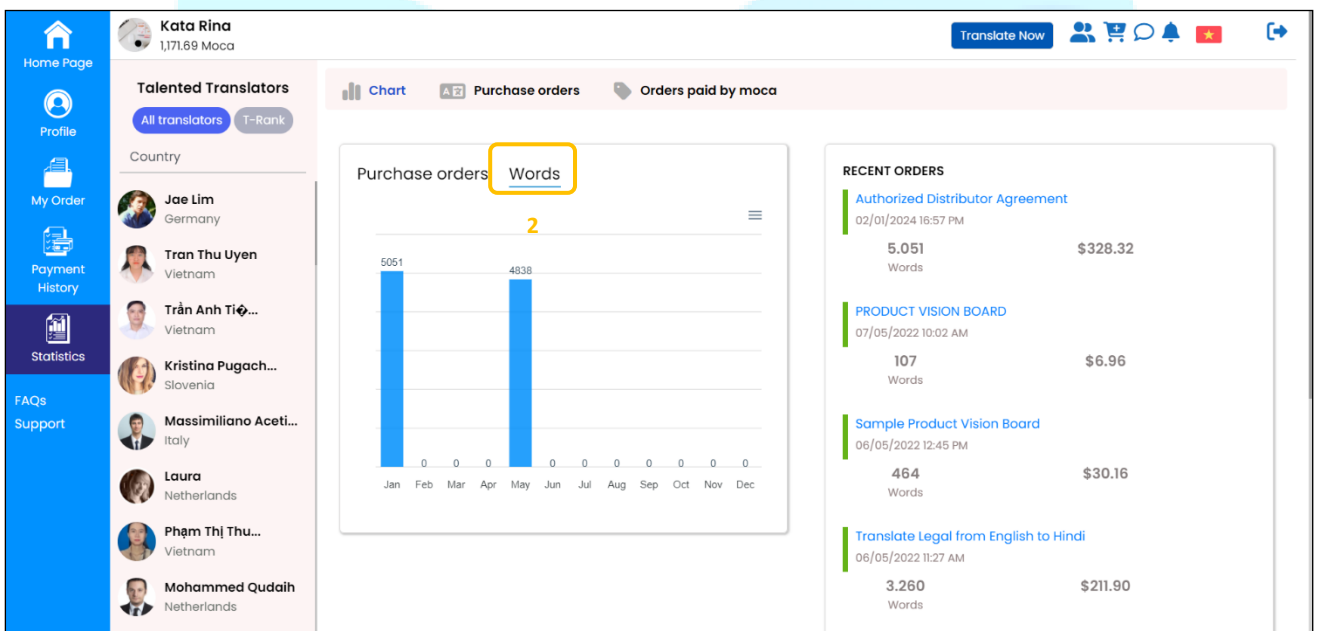 Kata Rina
1,171.69 Moca
Translate Now
Home Page
Profile
My Order
Payment
History
Statistics
FAQs
Support
Talented Translators
All translators
T-Rank
Country
Jae Lim
Germany
Tran Thu Uyen
Vietnam
Trần Anh Ti�...
Vietnam
Kristina Pugach...
Slovenia
Massimiliano Aceti...
Italy
Laura
Netherlands
Phạm Thị Thu...
Vietnam
Mohammed Qudaih
Netherlands
Chart
Purchase orders
Orders paid by moca
Purchase orders
Words
2
5051
4838
0 0 0 0 0 0 0 0 0 0
Jan Feb Mar Apr May Jun Jul Aug Sep Oct Nov Dec
RECENT ORDERS
Authorized Distributor Agreement
02/01/2024 16:57 PM
5.051 $328.32
Words
PRODUCT VISION BOARD
07/05/2022 10:02 AM
107 $6.96
Words
Sample Product Vision Board
06/05/2022 12:45 PM
464 $30.16
Words
Translate Legal from English to Hindi
06/05/2022 11:27 AM
3.260 $211.90
Words